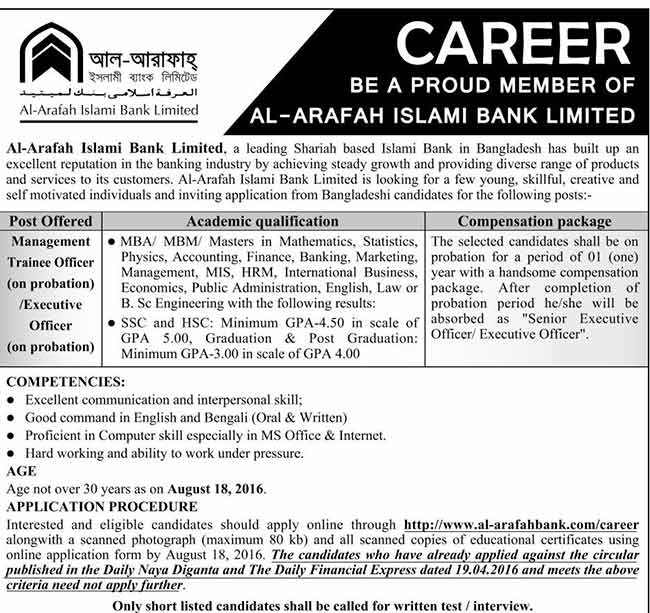 আল-আরাফাহ্
ইসলামী ব্যাংক লিমিটেড
العرفة اسلامى بنك لميتيد
Al-Arafah Islami Bank Limited
CAREER
BE A PROUD MEMBER OF
AL-ARAFAH ISLAMI BANK LIMITED
Al-Arafah Islami Bank Limited, a leading Shariah based Islami Bank in Bangladesh has built up an
excellent reputation in the banking industry by achieving steady growth and providing diverse range of products
and services to its customers. Al-Arafah Islami Bank Limited is looking for a few young, skillful, creative and
self motivated individuals and inviting application from Bangladeshi candidates for the following posts:-
Post Offered
Academic qualification
Compensation package
Management
Trainee Officer
(on probation)
/Executive
Officer
(on probation)
● MBA/ MBM/ Masters in Mathematics, Statistics,
Physics, Accounting, Finance, Banking, Marketing,
Management, MIS, HRM, International Business,
Economics, Public Administration, English, Law or
B. Sc Engineering with the following results:
● SSC and HSC: Minimum GPA-4.50 in scale of
GPA 5.00, Graduation & Post Graduation:
Minimum GPA-3.00 in scale of GPA 4.00
The selected candidates shall be on
probation for a period of 01 (one)
year with a handsome compensation
package. After completion of
probation period he/she will be
absorbed as "Senior Executive
Officer/ Executive Officer".
COMPETENCIES:
● Excellent communication and interpersonal skill;
● Good command in English and Bengali (Oral & Written)
● Proficient in Computer skill especially in MS Office & Internet.
● Hard working and ability to work under pressure.
AGE
Age not over 30 years as on August 18, 2016.
APPLICATION PROCEDURE
Interested and eligible candidates should apply online through http://www.al-arafahbank.com/career
alongwith a scanned photograph (maximum 80 kb) and all scanned copies of educational certificates using
online application form by August 18, 2016. The candidates who have already applied against the circular
published in the Daily Naya Diganta and The Daily Financial Express dated 19.04.2016 and meets the above
criteria need not apply further.
Only short listed candidates shall be called for written test / interview.